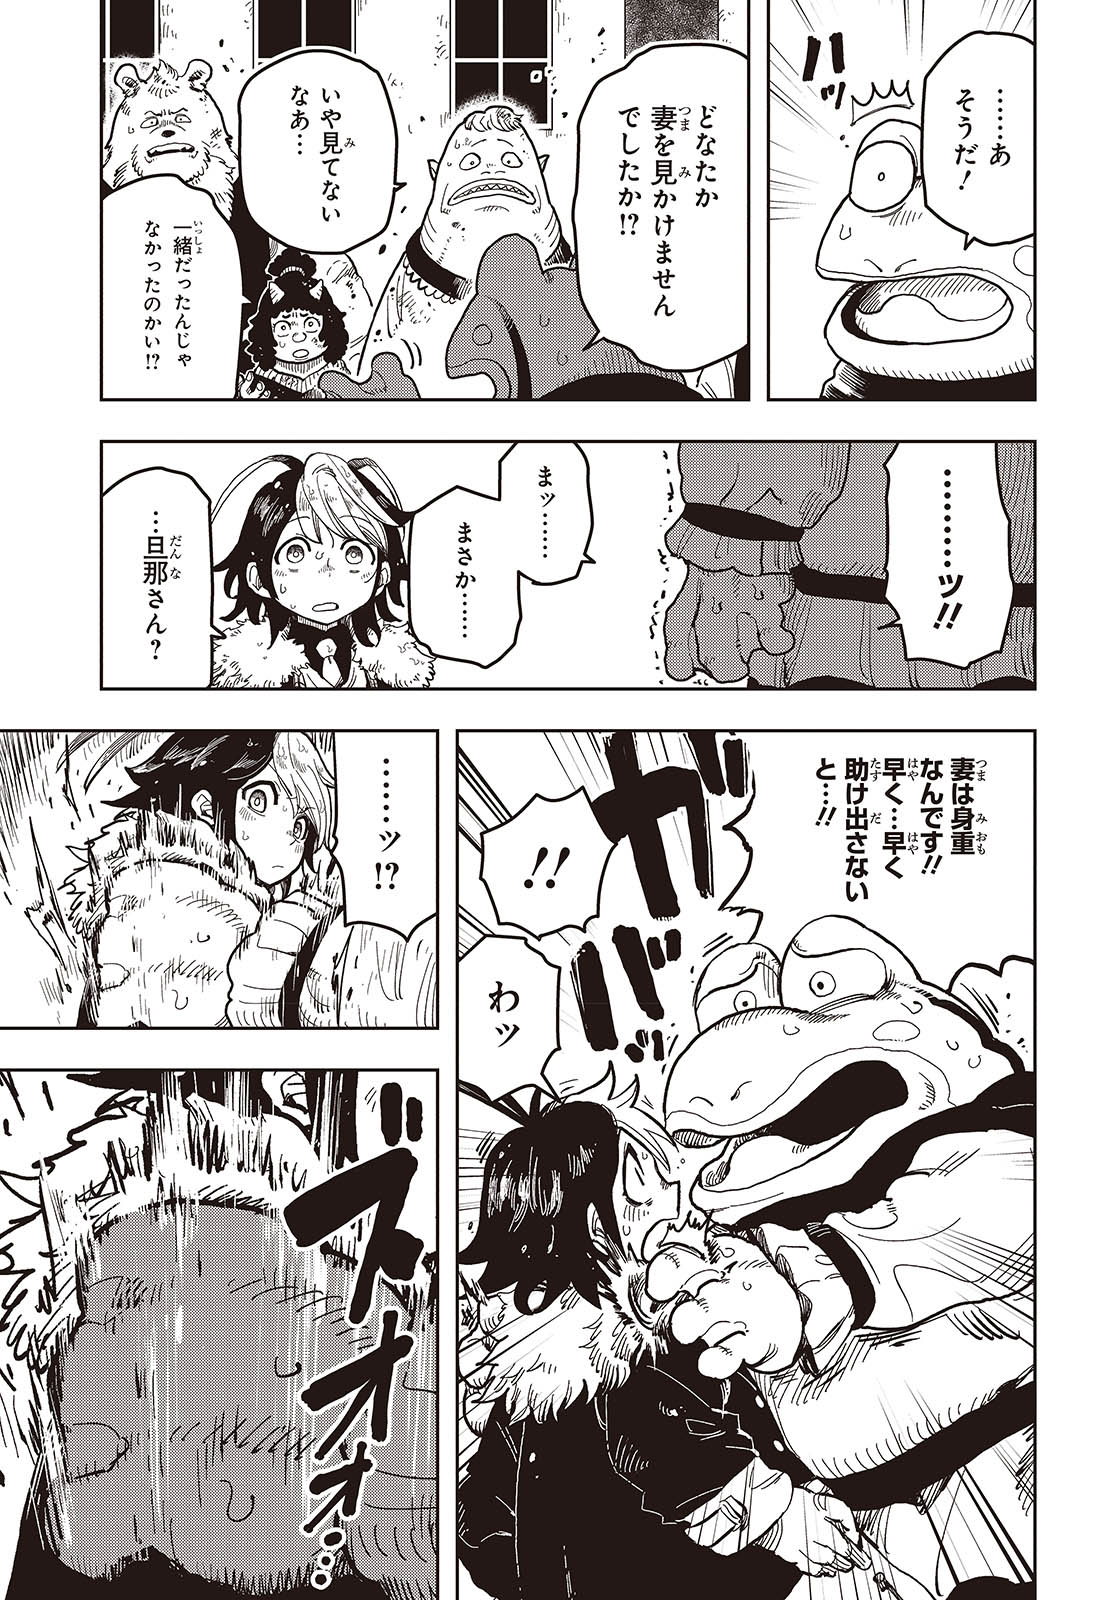 ……あ
そうだ！
バッ
どなたか
妻を見かけません
でしたか!?
いや見てない
なあ…
一緒だったんじゃ
なかったのかい!?
………ッ!!
まッ……
まさか……
…旦那さん？
妻は身重
なんです!!
早く…早く
助け出さない
と…!!
!!
わッ
……ッ!?
ブオオオ…